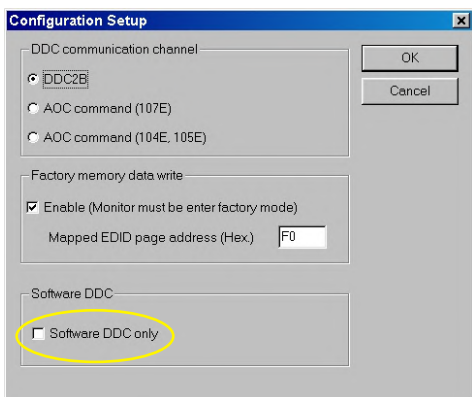 Configuration Setup
DDC communication channel
OK
DDC2B
Cancel
AOC command (107E)
AOC command (104E, 105E)
Factory memory data write
Enable (Monitor must be enter factory mode)
Mapped EDID page address (Hex.) F0
Software DDC
Software DDC only